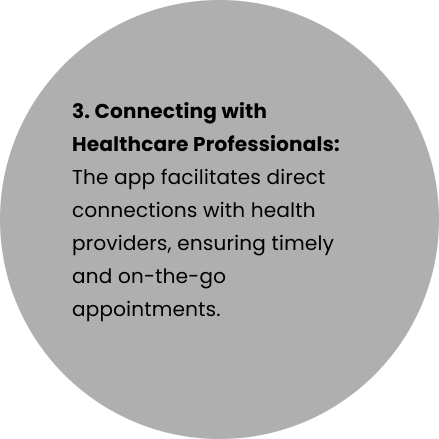 3. Connecting with
Healthcare Professionals:
The app facilitates direct
connections with health
providers, ensuring timely
and on-the-go
appointments.